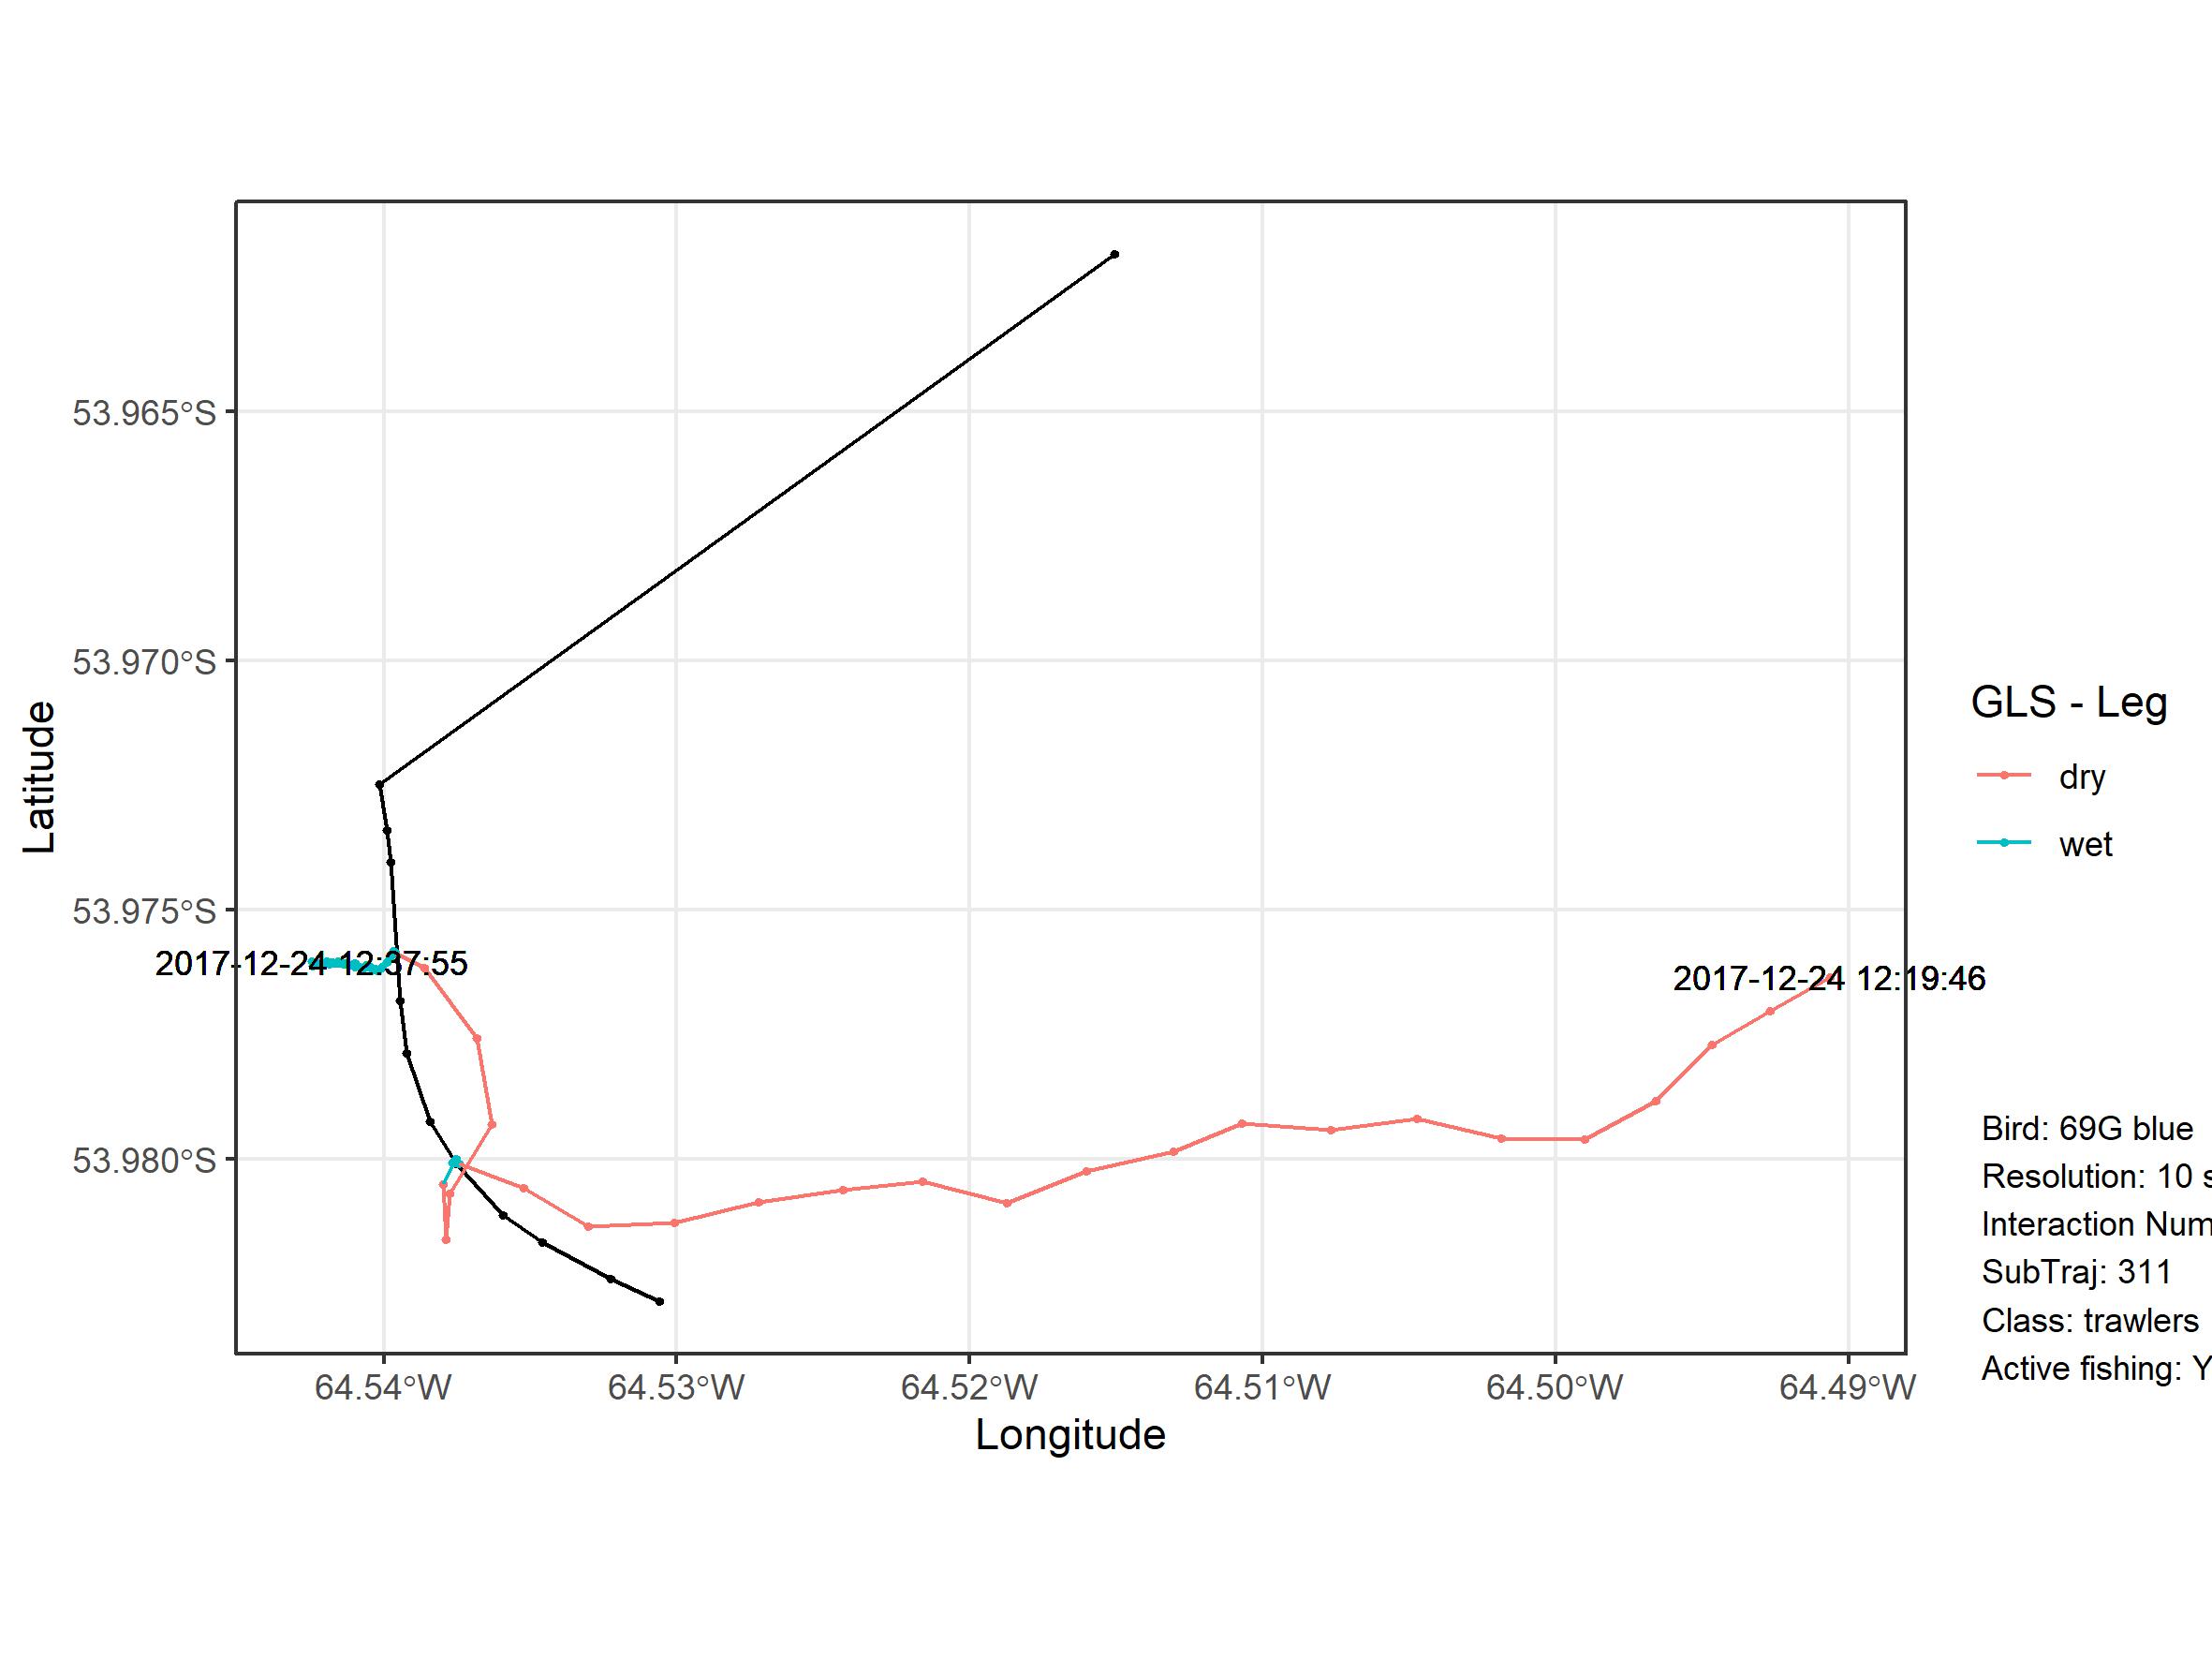 53.965°S
53.970°S
53.975°S
53.980°S
Latitude
2017-12-24 12:37:55
2017-12-24 12:19:46
64.54°W
64.53°W
64.52°W
64.51°W
64.50°W
64.49°W
Longitude
GLS - Leg
dry
wet
Bird: 69G blue
Resolution: 10 s
Interaction Num
SubTraj: 311
Class: trawlers
Active fishing: Y